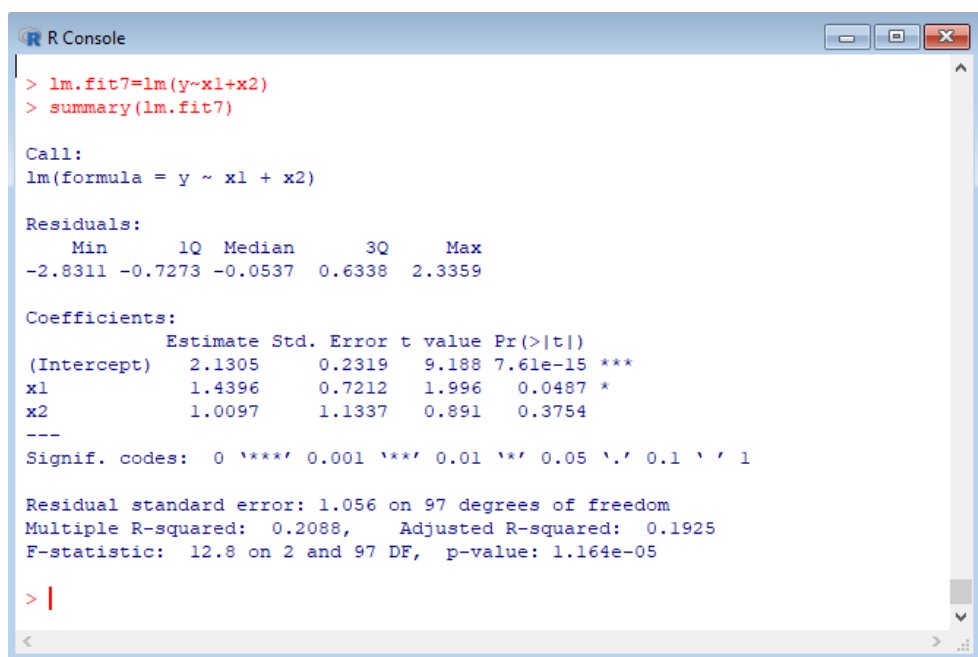 R Console
> lm.fit7=lm(y~x1+x2)
> summary(lm.fit7)
Call:
lm(formula = y ~ x1 + x2)
Residuals:
    Min      1Q  Median      3Q     Max
-2.8311 -0.7273 -0.0537  0.6338  2.3359
Coefficients:
            Estimate Std. Error t value Pr(>|t|)
(Intercept)   2.1305     0.2319   9.188 7.61e-15 ***
x1            1.4396     0.7212   1.996   0.0487 *
x2            1.0097     1.1337   0.891   0.3754
---
Signif. codes:  0 ‘***’ 0.001 ‘**’ 0.01 ‘*’ 0.05 ‘.’ 0.1 ‘ ’ 1
Residual standard error: 1.056 on 97 degrees of freedom
Multiple R-squared:  0.2088,    Adjusted R-squared:  0.1925
F-statistic:  12.8 on 2 and 97 DF,  p-value: 1.164e-05
>